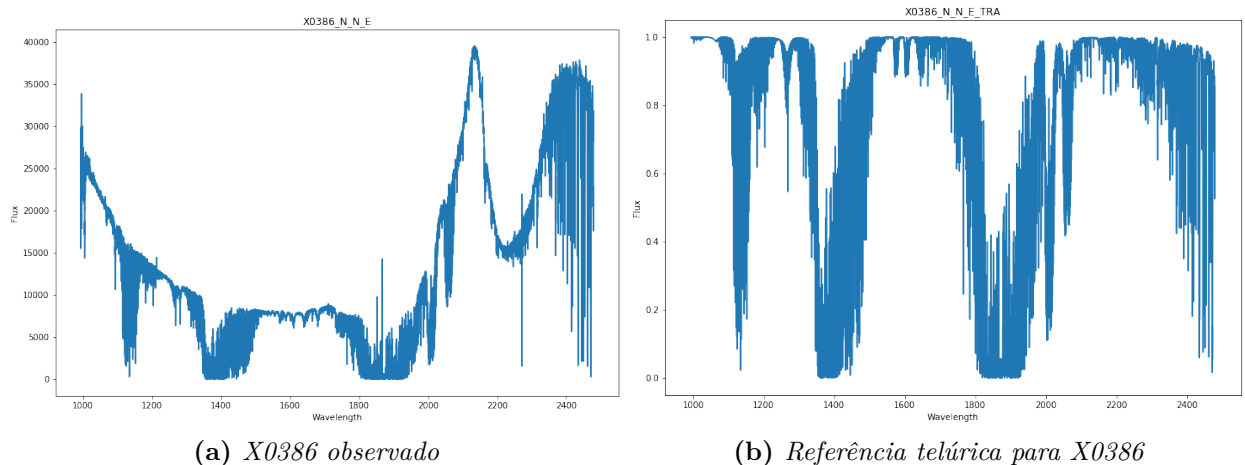 X0386_N_N_E
40000
35000
30000
25000
20000
15000
10000
5000
0
Flux
1000 1200 1400 1600 1800 2000 2200 2400
Wavelength
(a) X0386 observado
X0386_N_N_E_TRA
1.0
0.8
0.6
0.4
0.2
0.0
Flux
1000 1200 1400 1600 1800 2000 2200 2400
Wavelength
(b) Referência telúrica para X0386